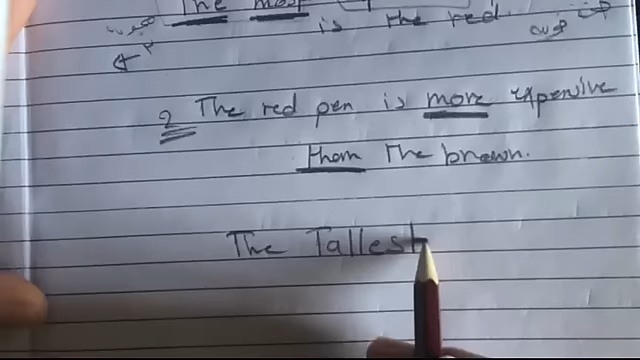 The most
is the red.
2 The red pen is more expensive
than The brown.
The Tallest